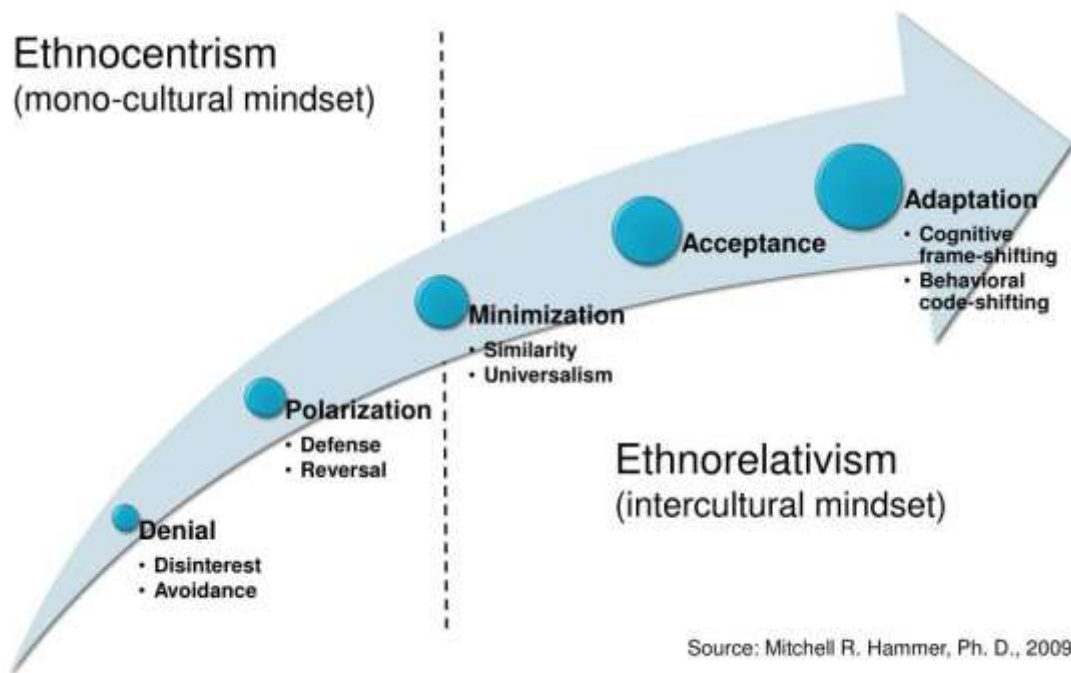 Ethnocentrism
(mono-cultural mindset)
Adaptation
• Cognitive
frame-shifting
• Behavioral
code-shifting
Acceptance
Minimization
• Similarity
• Universalism
Polarization
• Defense
• Reversal
Ethnorelativism
(intercultural mindset)
Denial
• Disinterest
• Avoidance
Source: Mitchell R. Hammer, Ph. D., 2009